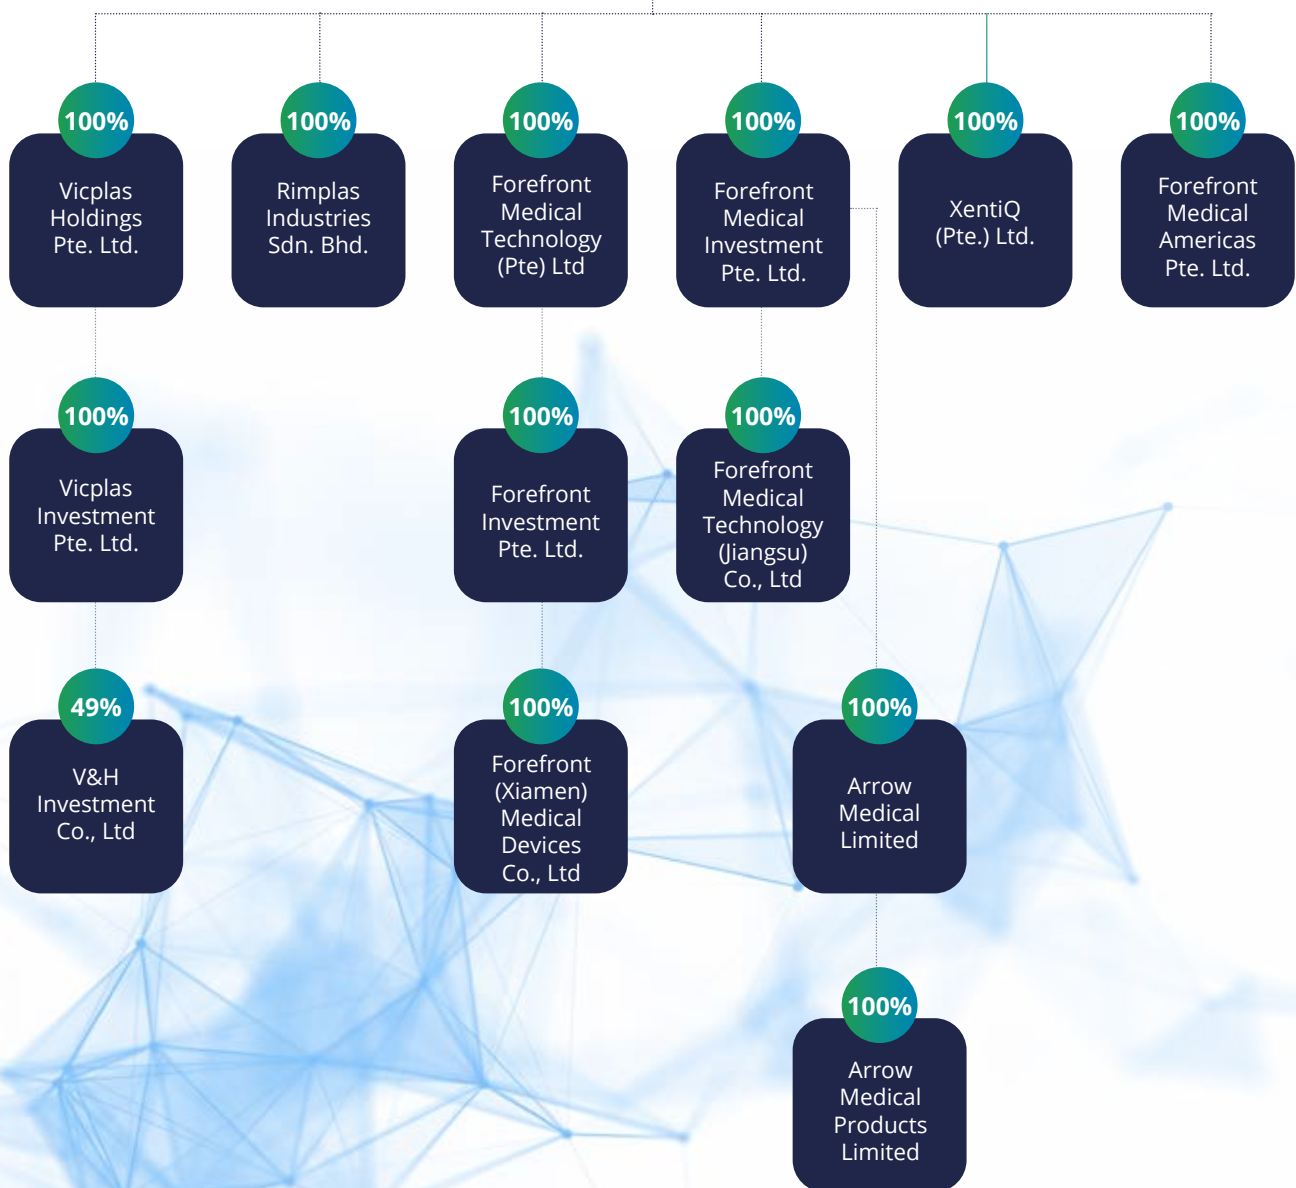 100%
Vicplas
Holdings
Pte. Ltd.
100%
Rimplas
Industries
Sdn. Bhd.
100%
Forefront
Medical
Technology
(Pte) Ltd
100%
Forefront
Medical
Investment
Pte. Ltd.
100%
XentiQ
(Pte.) Ltd.
100%
Forefront
Medical
Americas
Pte. Ltd.
100%
Vicplas
Investment
Pte. Ltd.
100%
Forefront
Investment
Pte. Ltd.
100%
Forefront
Medical
Technology
(Jiangsu)
Co., Ltd
49%
V&H
Investment
Co., Ltd
100%
Forefront
(Xiamen)
Medical
Devices
Co., Ltd
100%
Arrow
Medical
Limited
100%
Arrow
Medical
Products
Limited